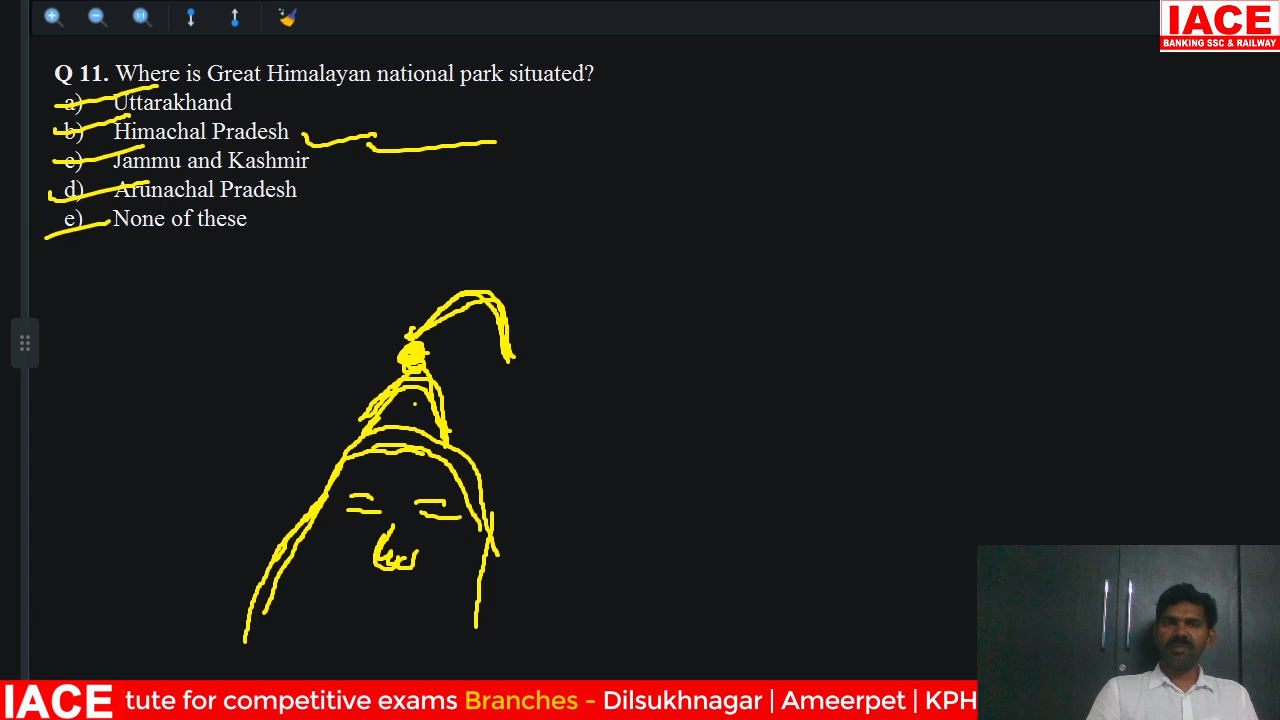 IACE
BANKING SSC & RAILWAY
Q 11. Where is Great Himalayan national park situated?
a) Uttarakhand
b) Himachal Pradesh
c) Jammu and Kashmir
d) Arunachal Pradesh
e) None of these
IACE tute for competitive exams Branches - Dilsukhnagar | Ameerpet | KPH